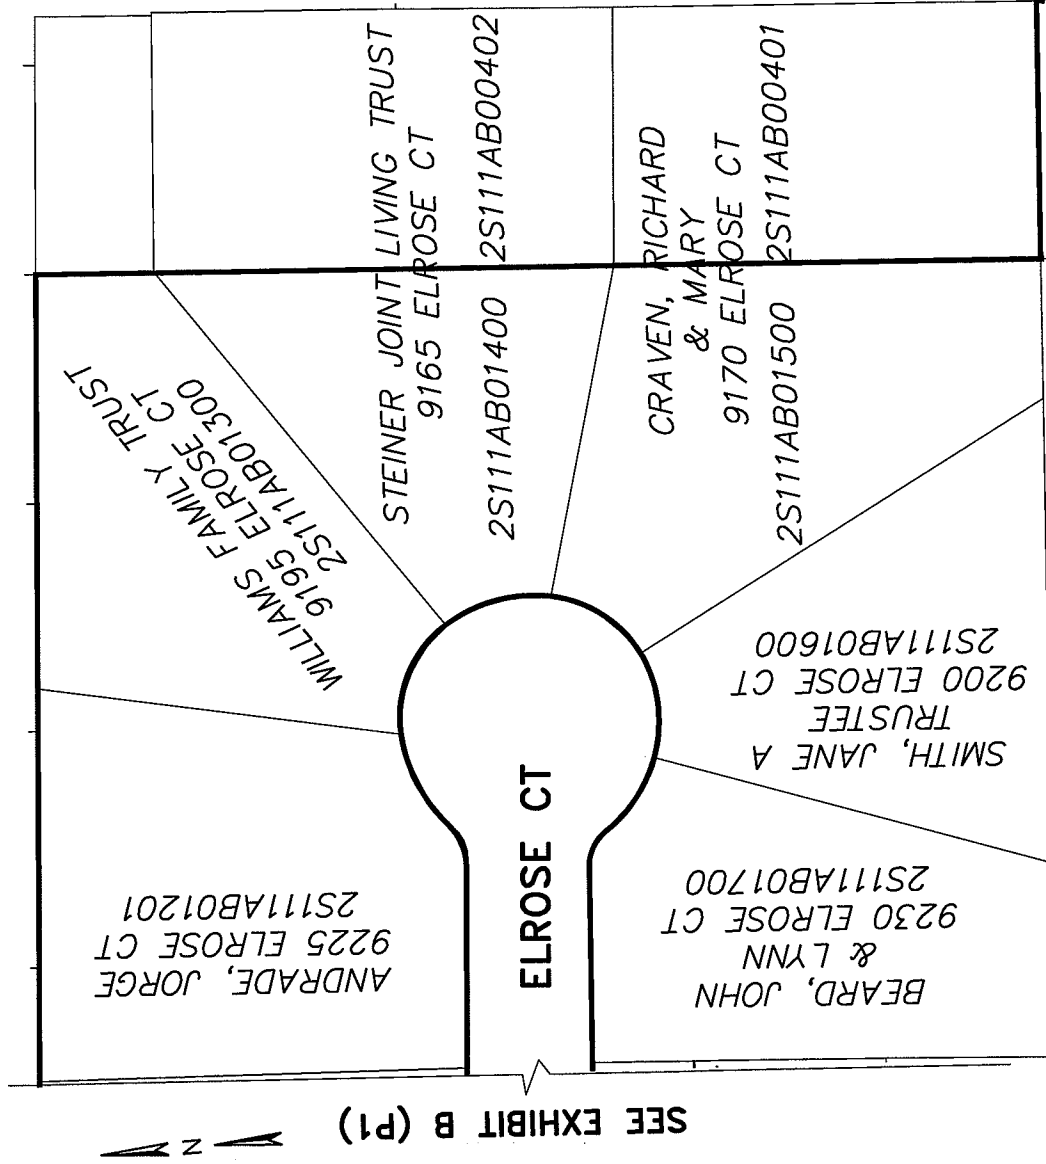 STEINER JOINT LIVING TRUST
9165 ELROSE CT
2S111AB01400 2S111AB00402
CRAVEN, RICHARD
& MARY
9170 ELROSE CT
2S111AB01500 2S111AB00401
WILLIAMS FAMILY TRUST
9195 ELROSE CT
2S111AB01300
SMITH, JANE A
TRUSTEE
9200 ELROSE CT
2S111AB01600
ANDRADE, JORGE
9225 ELROSE CT
2S111AB01201
BEARD, JOHN
& LYNN
9230 ELROSE CT
2S111AB01700
ELROSE CT
SEE EXHIBIT B (P1)
N